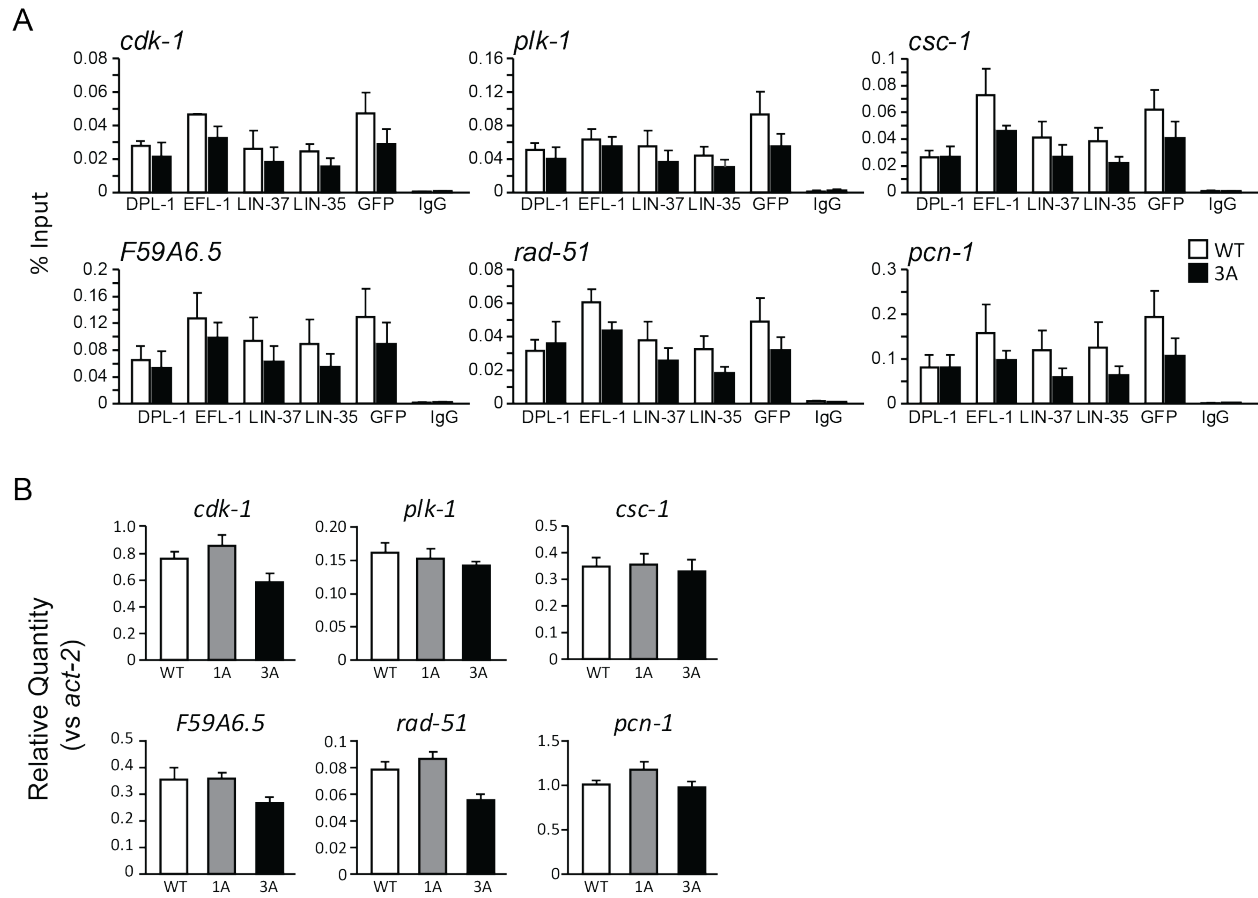 A
cdk-1 plk-1 csc-1
0.08 0.06 0.04 0.02 0
0.16 0.12 0.08 0.04 0
0.1 0.08 0.06 0.04 0.02 0
DPL-1 EFL-1 LIN-37 LIN-35 GFP IgG
DPL-1 EFL-1 LIN-37 LIN-35 GFP IgG
DPL-1 EFL-1 LIN-37 LIN-35 GFP IgG
% Input
F59A6.5 rad-51 pcn-1
0.2 0.16 0.12 0.08 0.04 0
0.08 0.06 0.04 0.02 0
0.3 0.2 0.1 0
WT
3A
DPL-1 EFL-1 LIN-37 LIN-35 GFP IgG
DPL-1 EFL-1 LIN-37 LIN-35 GFP IgG
DPL-1 EFL-1 LIN-37 LIN-35 GFP IgG
B
Relative Quantity
(vs act-2)
cdk-1 plk-1 csc-1
1.0 0.8 0.6 0.4 0.2 0
0.20 0.15 0.10 0.05 0
0.5 0.4 0.3 0.2 0.1 0
WT 1A 3A
WT 1A 3A
WT 1A 3A
F59A6.5 rad-51 pcn-1
0.5 0.4 0.3 0.2 0.1 0
0.1 0.08 0.06 0.04 0.02 0
1.5 1.0 0.5 0
WT 1A 3A
WT 1A 3A
WT 1A 3A